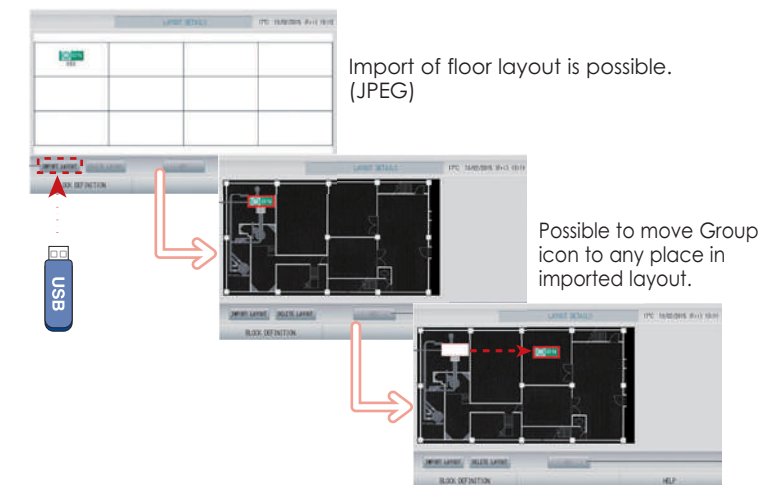 LAYOUT DETAILS
Import of floor layout is possible.
(JPEG)
IMPORT LAYOUT DELETE LAYOUT
BLOCK DEFINITION
USB
LAYOUT DETAILS
IMPORT LAYOUT DELETE LAYOUT
BLOCK DEFINITION
Possible to move Group
icon to any place in
imported layout.
LAYOUT DETAILS
IMPORT LAYOUT DELETE LAYOUT
BLOCK DEFINITION HELP